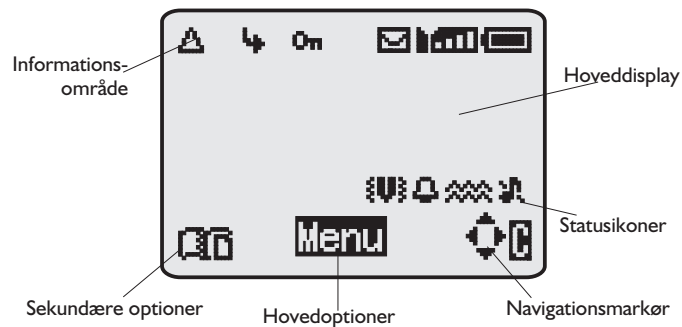 Informations-
område
Hoveddisplay
Menu
Statusikoner
Sekundære optioner
Hovedoptioner
Navigationsmarkør